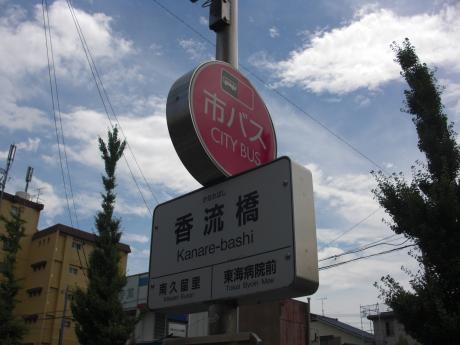 市バス
CITY BUS
かなればし
香流橋
Kanare-bashi
南久留里
東海病院前
Tokai Byoin Mae